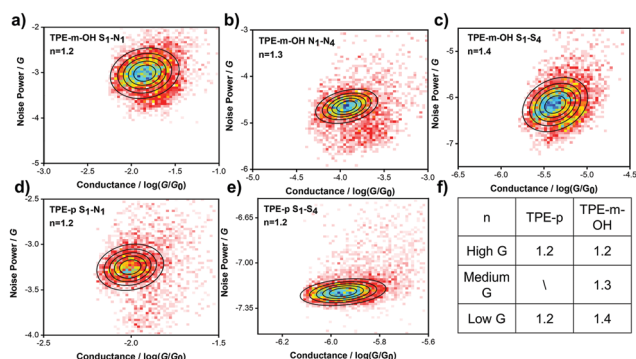 a)
TPE-m-OH S₁-N₁
n=1.2
Noise Power / G
-2
-3
-4
-5
-3.0 -2.5 -2.0 -1.5 -1.0
Conductance / log(G/G₀)
b)
TPE-m-OH N₁-N₄
n=1.3
Noise Power / G
-3
-4
-5
-6
-5.0 -4.5 -4.0 -3.5 -3.0
Conductance / log(G/G₀)
c)
TPE-m-OH S₁-S₄
n=1.4
Noise Power / G
-5
-6
-7
-6.5 -6.0 -5.5 -5.0 -4.5
Conductance / log(G/G₀)
d)
TPE-p S₁-N₁
n=1.2
Noise Power / G
-2.5
-3.0
-3.5
-4.0
-2.5 -2.0 -1.5
Conductance / log(G/G₀)
e)
TPE-p S₁-S₄
n=1.2
Noise Power / G
-6.65
-7.00
-7.35
-6.2 -6.0 -5.8 -5.6
Conductance / log(G/G₀)
f)
n TPE-p TPE-m-
OH
High G 1.2 1.2
Medium
G \ 1.3
Low G 1.2 1.4